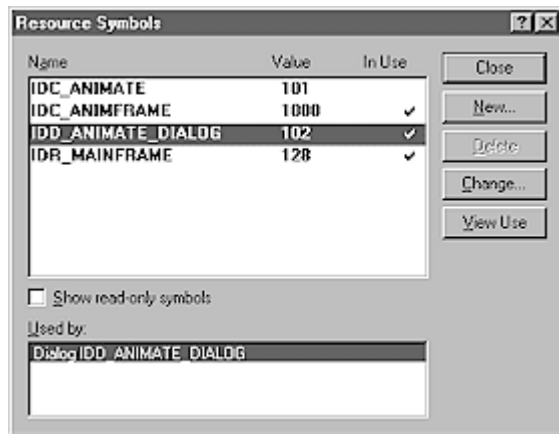 Resource Symbols
Name Value In Use
IDC_ANIMATE 101
IDC_ANIMFRAME 1000 ✔
IDD_ANIMATE_DIALOG 102 ✔
IDR_MAINFRAME 128 ✔
Close
New...
Delete
Change...
View Use
Show read-only symbols
Used by:
Dialog IDD_ANIMATE_DIALOG